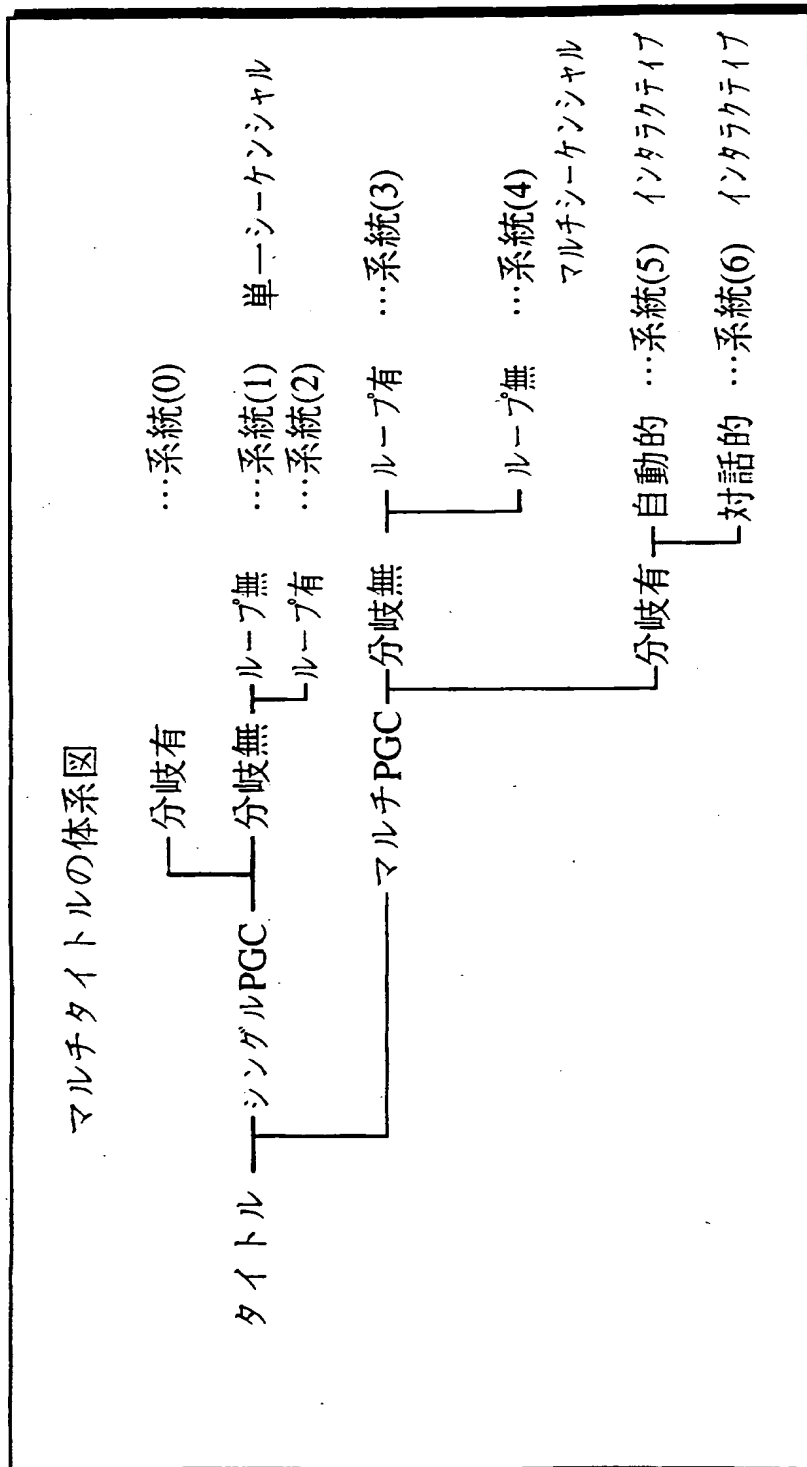 マルチタイトルの体系図
分岐有 …系統(0)
タイトル シングルPGC 分岐無 ループ無 …系統(1) 単一シーケンシャル
ループ有 …系統(2)
マルチPGC 分岐無 ループ有 …系統(3)
ループ無 …系統(4)
マルチシーケンシャル
分岐有 自動的 …系統(5) インタラクティブ
対話的 …系統(6) インタラクティブ